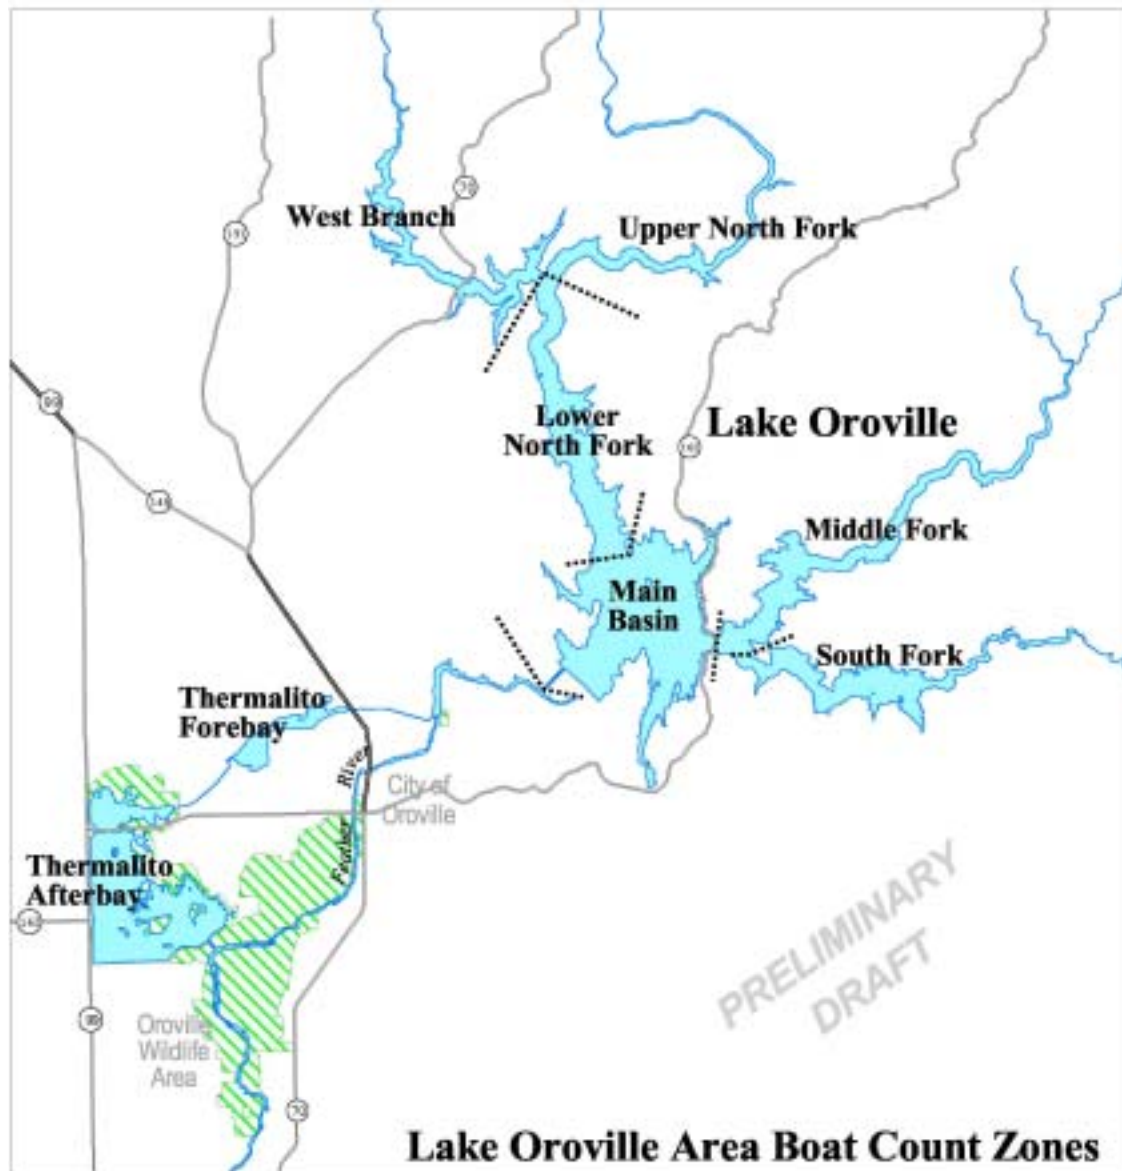 70
West Branch
Upper North Fork
191
99
Lower
North Fork
Lake Oroville
162
149
Middle Fork
Main
Basin
South Fork
Thermalito
Forebay
River
City of
Oroville
Feather
Thermalito
Afterbay
162
PRELIMINARY
DRAFT
99
Oroville
Wildlife
Area
70
Lake Oroville Area Boat Count Zones